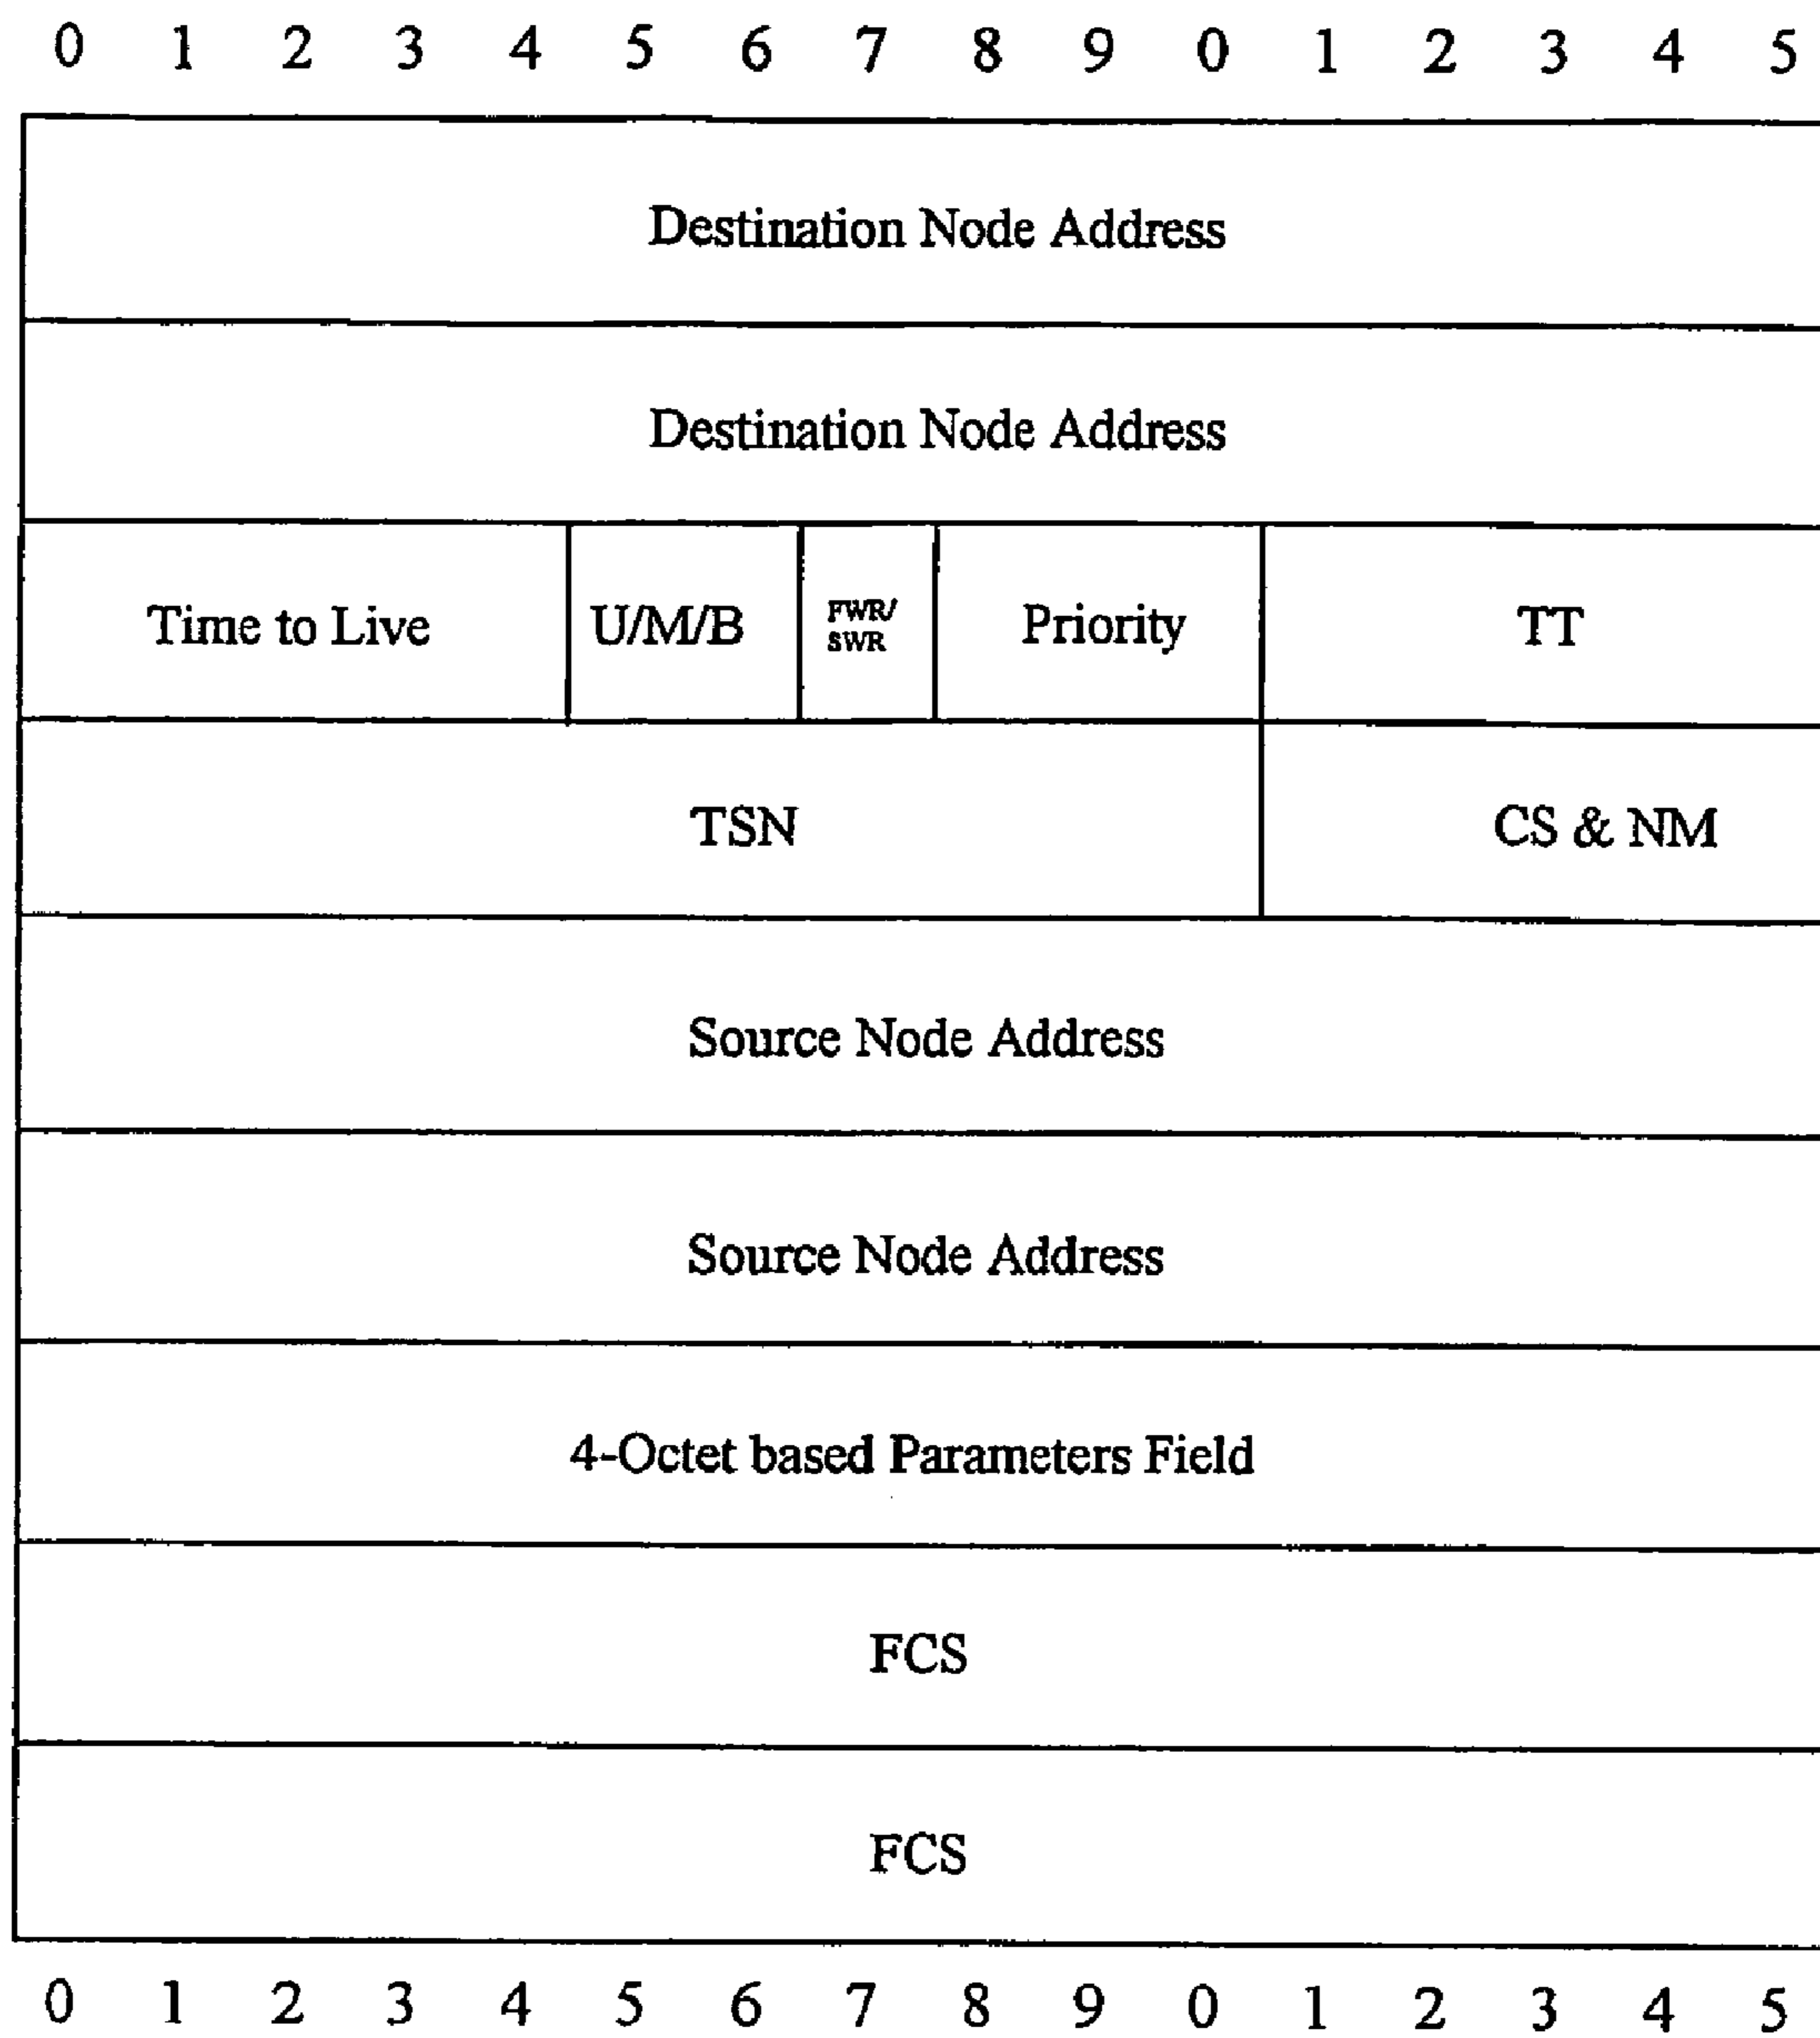 0 1 2 3 4 5 6 7 8 9 0 1 2 3 4 5
Destination Node Address
Destination Node Address
Time to Live U/M/B FWR/ Priority TT
SWR
TSN CS & NM
Source Node Address
Source Node Address
4-Octet based Parameters Field
FCS
FCS
0 1 2 3 4 5 6 7 8 9 0 1 2 3 4 5